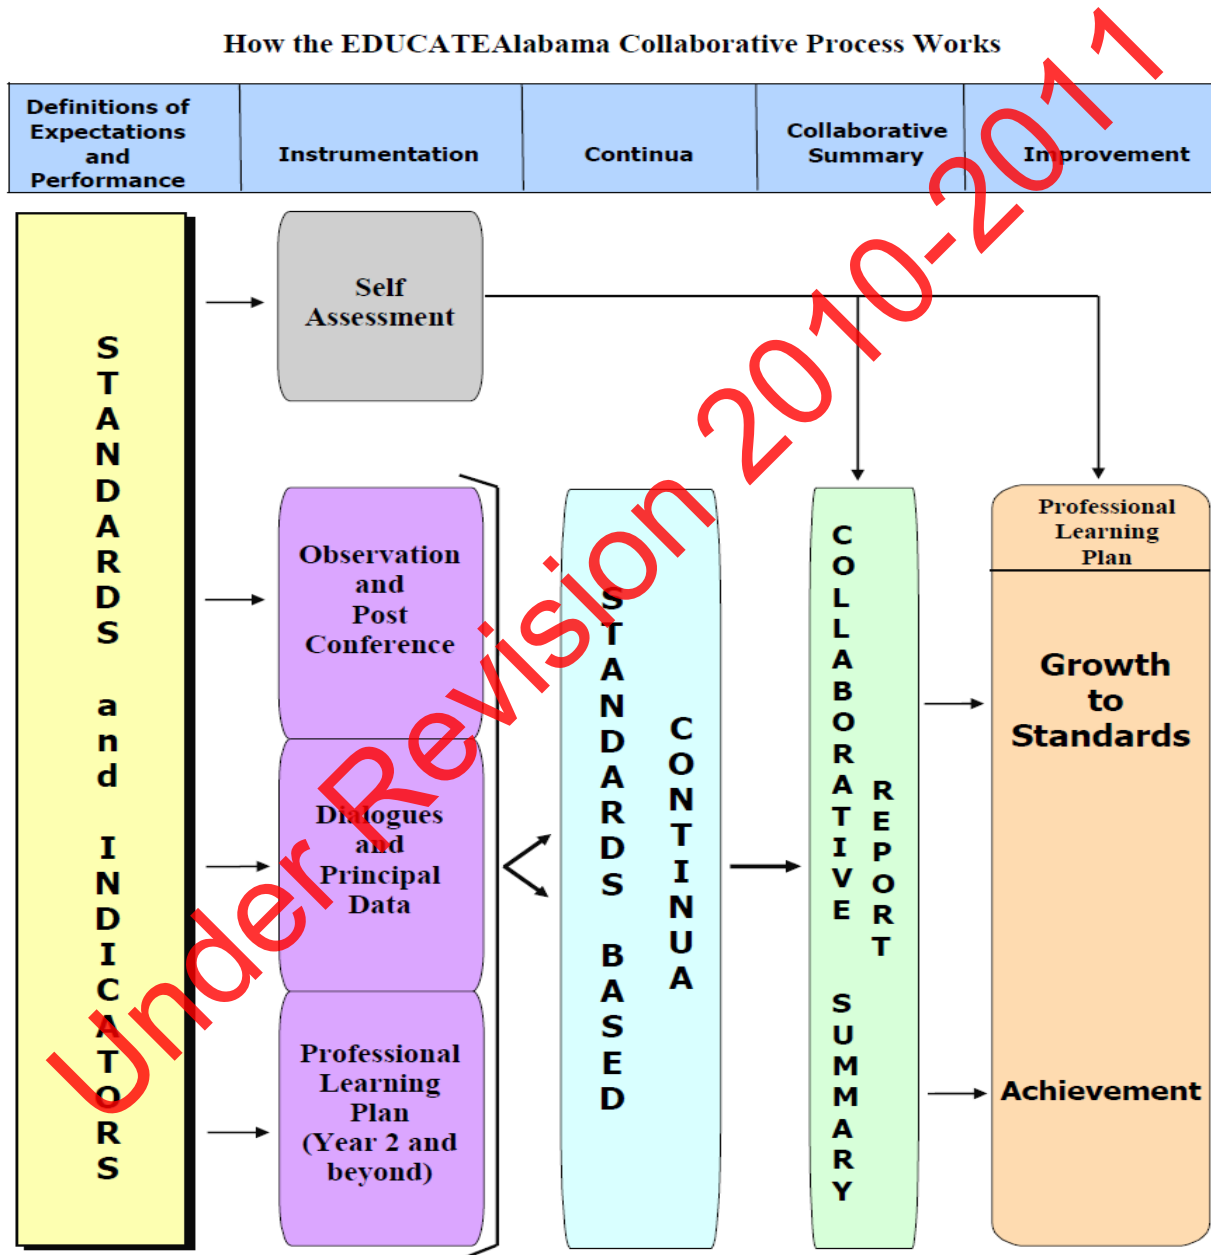 How the EDUCATEAlabama Collaborative Process Works
Definitions of
Expectations
and
Performance
Instrumentation
Continua
Collaborative
Summary
Improvement
STANDARDS and INDICATORS
Self
Assessment
Observation
and
Post
Conference
Dialogues
and
Principal
Data
Professional
Learning
Plan
(Year 2 and
beyond)
STANDARDS BASED
CONTINUA
COLLABORATIVE SUMMARY
REPORT
Professional
Learning
Plan
Growth
to
Standards
Achievement
Under Revision 2010-2011